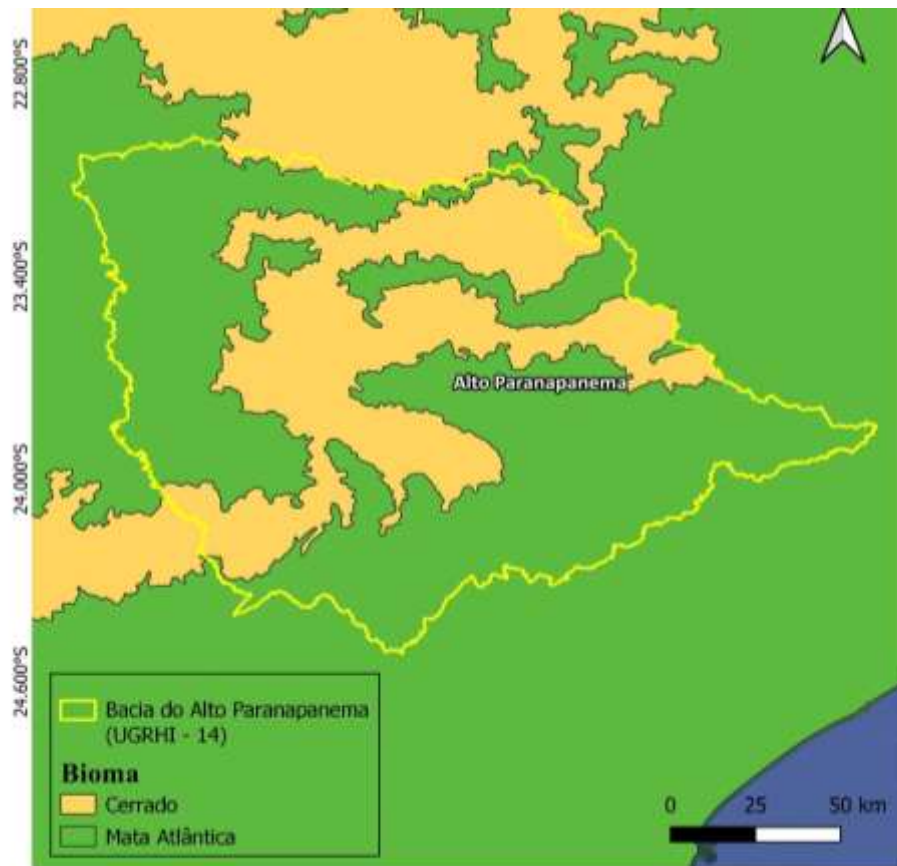 22.800°S
23.400°S
24.000°S
24.600°S
Alto Paranapanema
Bacia do Alto Paranapanema
(UGRHI - 14)
Bioma
Cerrado
Mata Atlântica
0 25 50 km